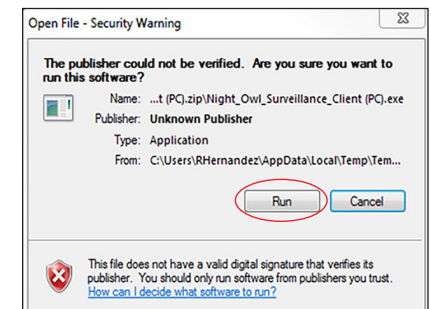 Open File - Security Warning
The publisher could not be verified.  Are you sure you want to
run this software?
Name: ...t (PC).zip\Night_Owl_Surveillance_Client (PC).exe
Publisher: Unknown Publisher
Type: Application
From: C:\Users\RHernandez\AppData\Local\Temp\Tem...
Run Cancel
This file does not have a valid digital signature that verifies its
publisher.  You should only run software from publishers you trust.
How can I decide what software to run?